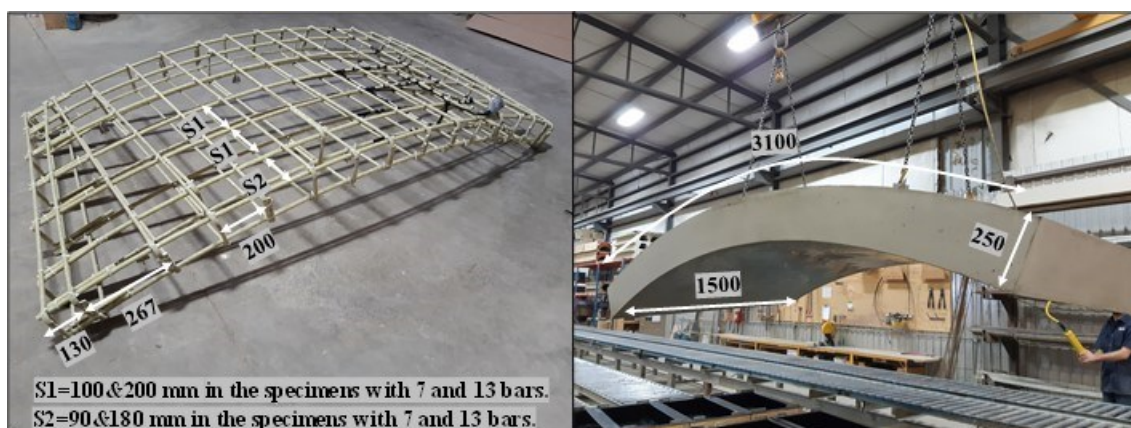 S1
S1
S2
200
267
130
S1=100&200 mm in the specimens with 7 and 13 bars.
S2=90&180 mm in the specimens with 7 and 13 bars.
3100
250
1500